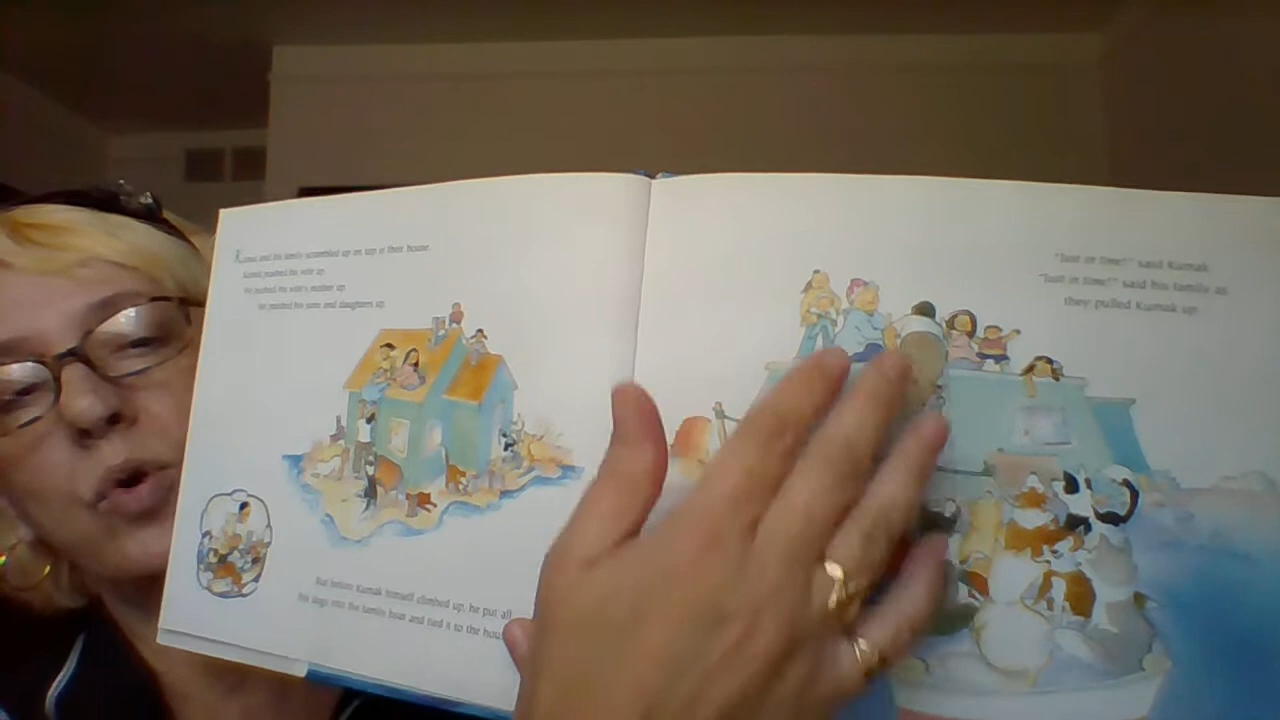 Kumak and his family scrambled up on top of their house.
Kumak pushed his wife up.
He pushed his wife's mother up.
He pushed his sons and daughters up.
But before Kumak himself climbed up, he put all
his dogs into the family boat and tied it to the
"Just in time!" said Kumak.
"Just in time!" said his family as
they pulled Kumak up.